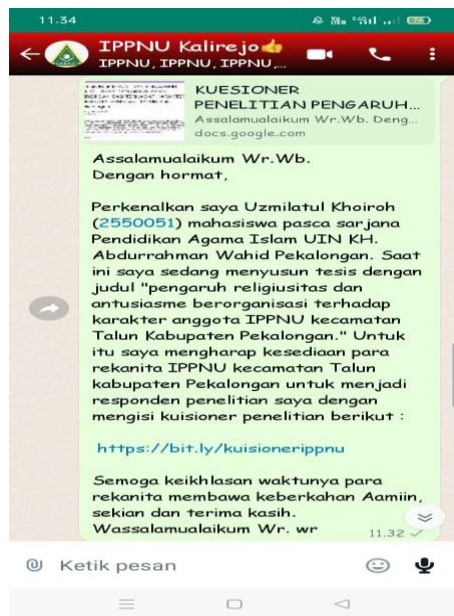 11.34
IPPNU Kalirejo👍
IPPNU, IPPNU, IPPNU,...
KUESIONER
PENELITIAN PENGARUH...
Assalamualaikum Wr.Wb. Deng...
docs.google.com
Assalamualaikum Wr.Wb.
Dengan hormat,
Perkenalkan saya Uzmilatul Khoiroh
(2550051) mahasiswa pasca sarjana
Pendidikan Agama Islam UIN KH.
Abdurrahman Wahid Pekalongan. Saat
ini saya sedang menyusun tesis dengan
judul "pengaruh religiusitas dan
antusiasme berorganisasi terhadap
karakter anggota IPPNU kecamatan
Talun Kabupaten Pekalongan." Untuk
itu saya mengharap kesediaan para
rekanita IPPNU kecamatan Talun
kabupaten Pekalongan untuk menjadi
responden penelitian saya dengan
mengisi kuisioner penelitian berikut :
https://bit.ly/kuisionerippnu
Semoga keikhlasan waktunya para
rekanita membawa keberkahan Aamiin,
sekian dan terima kasih.
Wassalamualaikum Wr. wr
11.32
Ketik pesan